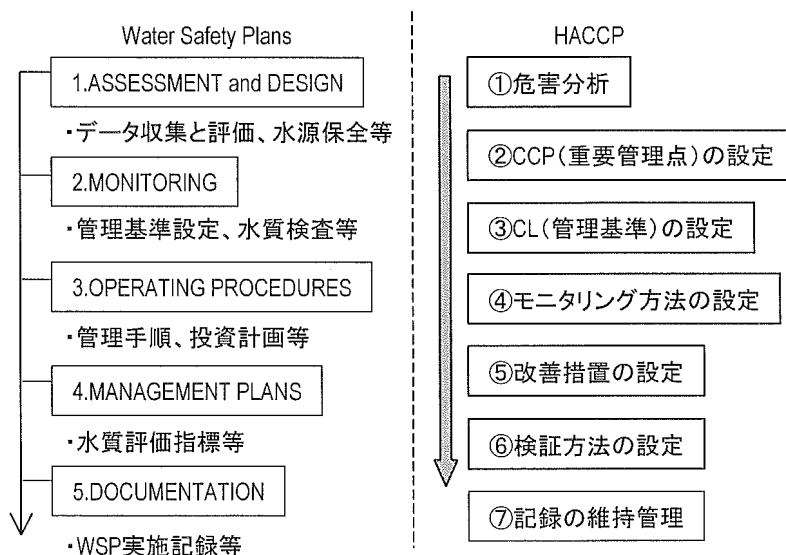 Water Safety Plans
1.ASSESSMENT and DESIGN
・データ収集と評価、水源保全等
2.MONITORING
・管理基準設定、水質検査等
3.OPERATING PROCEDURES
・管理手順、投資計画等
4.MANAGEMENT PLANS
・水質評価指標等
5.DOCUMENTATION
・WSP実施記録等
HACCP
①危害分析
②CCP(重要管理点)の設定
③CL(管理基準)の設定
④モニタリング方法の設定
⑤改善措置の設定
⑥検証方法の設定
⑦記録の維持管理